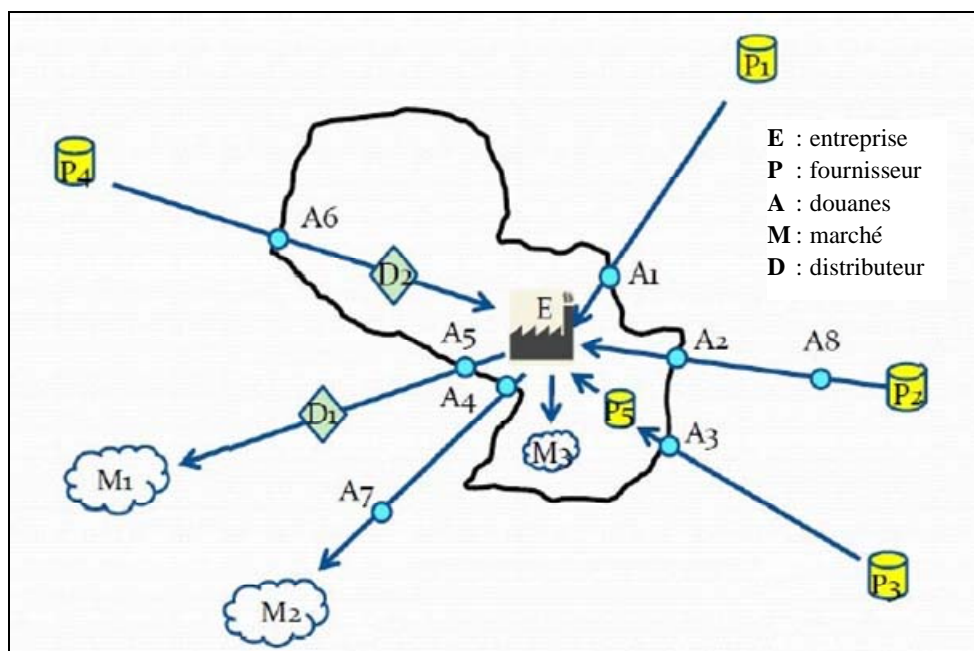 P1
E : entreprise
P : fournisseur
A : douanes
M : marché
D : distributeur
P4
A6
D2
A1
E
A5
A2
A8
A4
P2
D1
P5
A3
M3
M1
A7
P3
M2